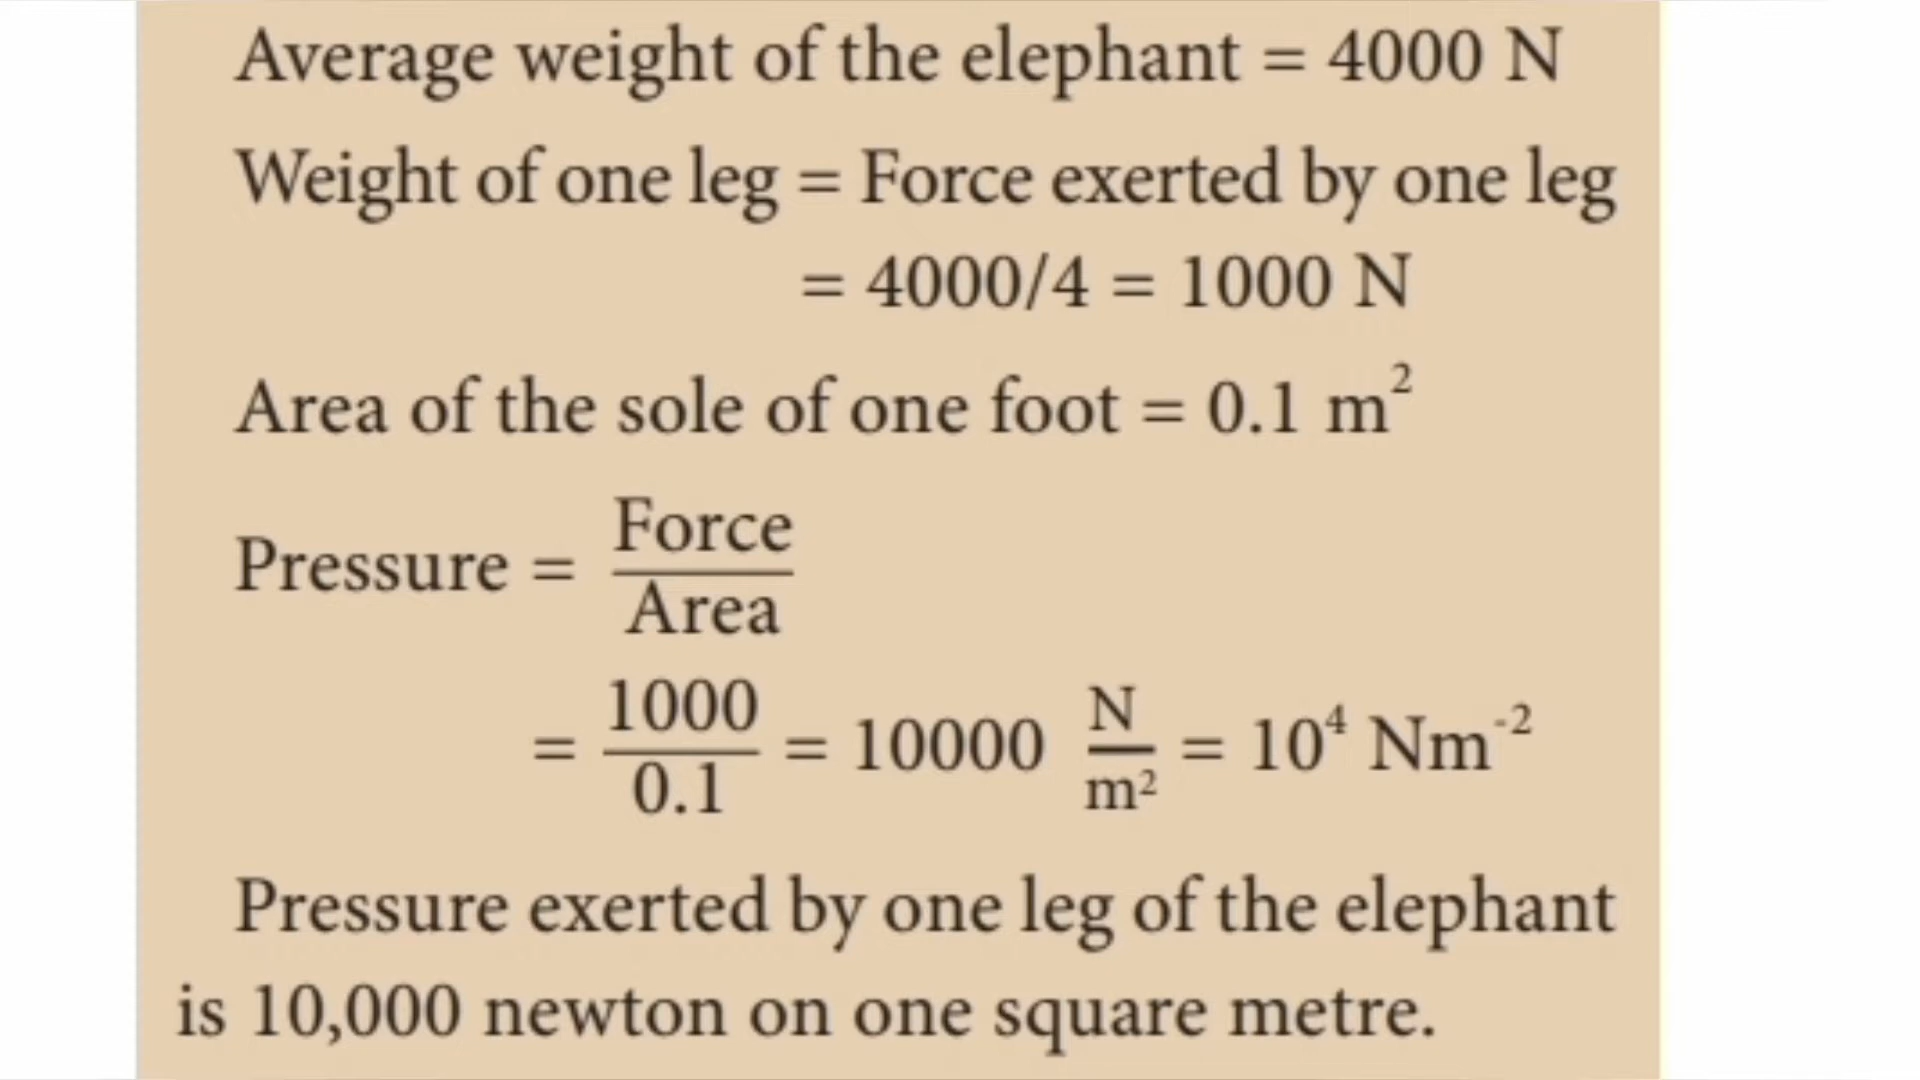 Average weight of the elephant = 4000 N
Weight of one leg = Force exerted by one leg
= 4000/4 = 1000 N
Area of the sole of one foot = 0.1 m²
Pressure = Force/Area
= 1000/0.1 = 10000 N/m² = 10⁴ Nm⁻²
Pressure exerted by one leg of the elephant
is 10,000 newton on one square metre.